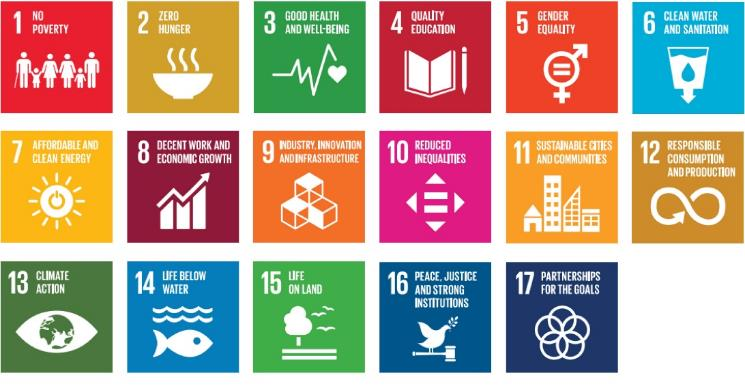 1 NO
POVERTY
2 ZERO
HUNGER
3 GOOD HEALTH
AND WELL-BEING
4 QUALITY
EDUCATION
5 GENDER
EQUALITY
6 CLEAN WATER
AND SANITATION
7 AFFORDABLE AND
CLEAN ENERGY
8 DECENT WORK AND
ECONOMIC GROWTH
9 INDUSTRY, INNOVATION
AND INFRASTRUCTURE
10 REDUCED
INEQUALITIES
11 SUSTAINABLE CITIES
AND COMMUNITIES
12 RESPONSIBLE
CONSUMPTION
AND PRODUCTION
13 CLIMATE
ACTION
14 LIFE BELOW
WATER
15 LIFE
ON LAND
16 PEACE, JUSTICE
AND STRONG
INSTITUTIONS
17 PARTNERSHIPS
FOR THE GOALS